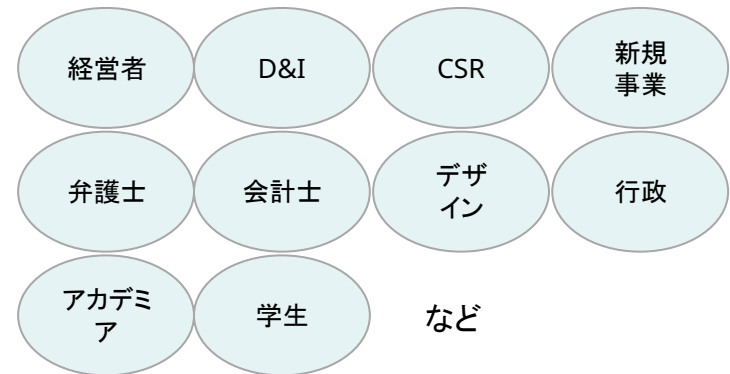 経営者
D&I
CSR
新規
事業
弁護士
会計士
デザ
イン
行政
アカデミ
ア
学生
など